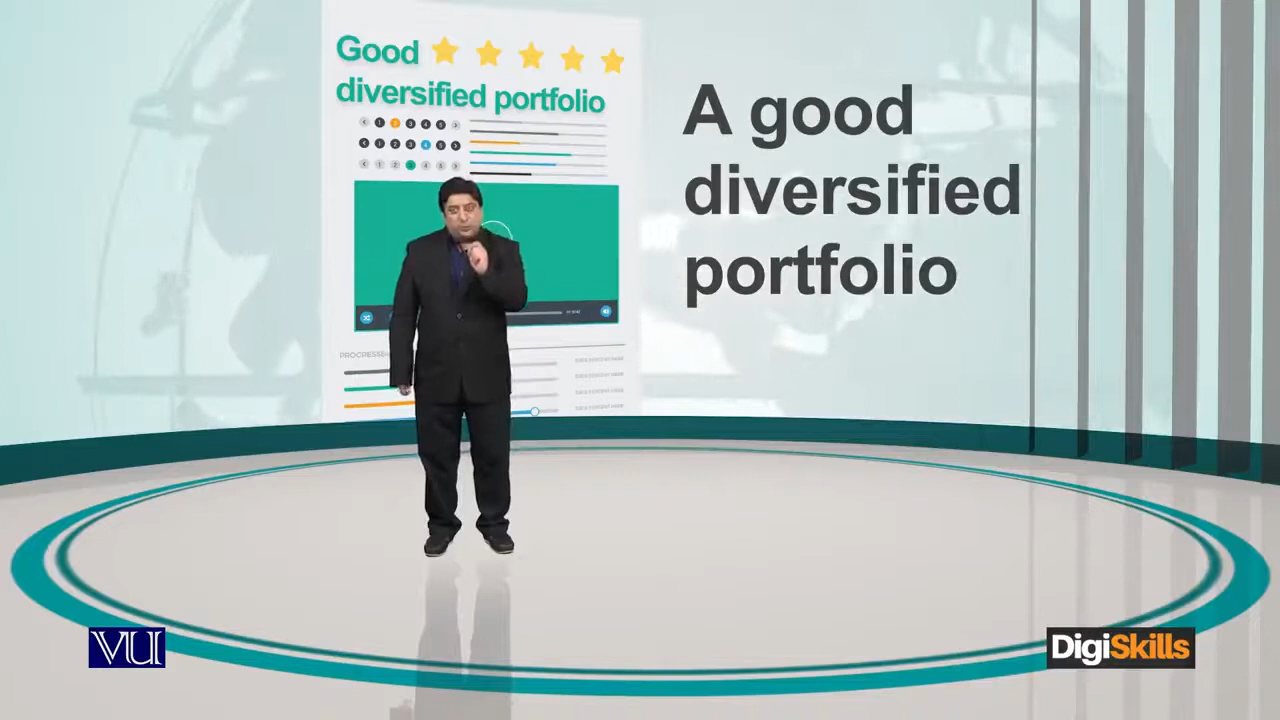 Good
diversified portfolio
A good
diversified
portfolio
VU
DigiSkills